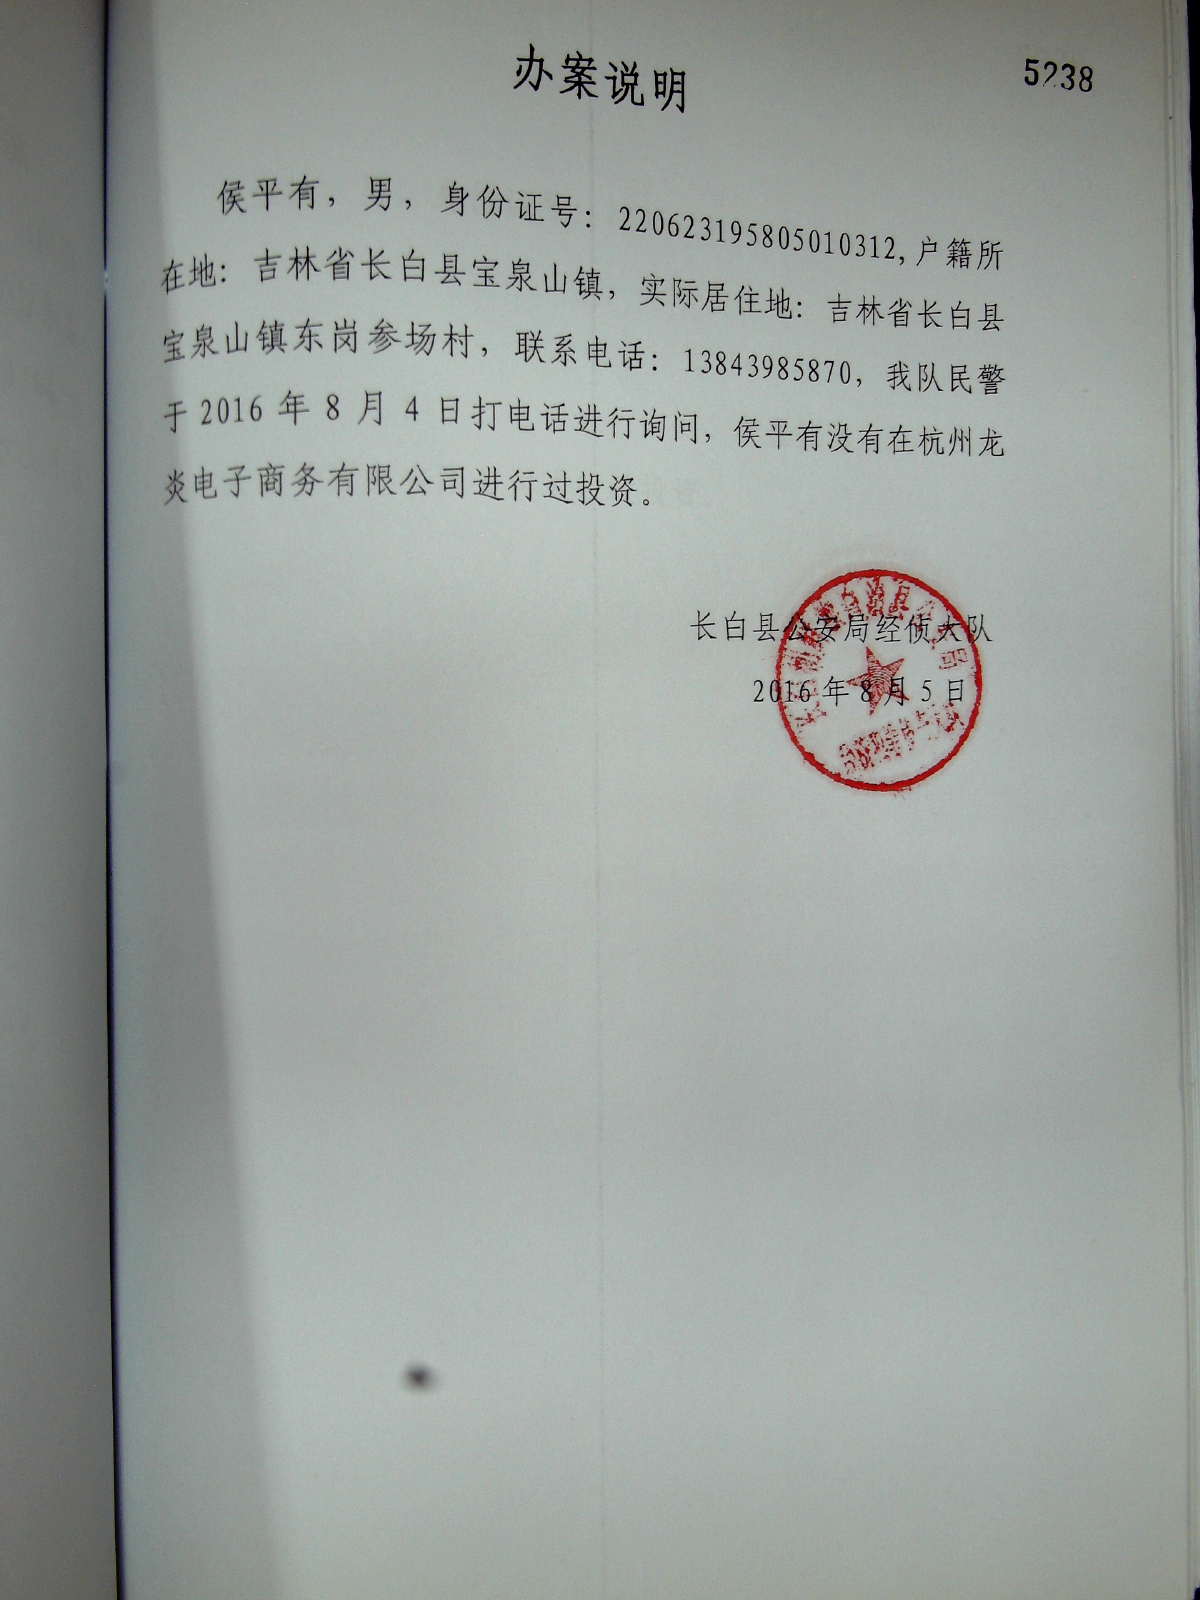 办案说明
5238
侯平有，男，身份证号：220623195805010312,户籍所
在地：吉林省长白县宝泉山镇，实际居住地：吉林省长白县
宝泉山镇东岗参场村，联系电话：13843985870，我队民警
于2016年8月4日打电话进行询问，侯平有没有在杭州龙
炎电子商务有限公司进行过投资。
长白县公安局经侦大队
2016年8月5日